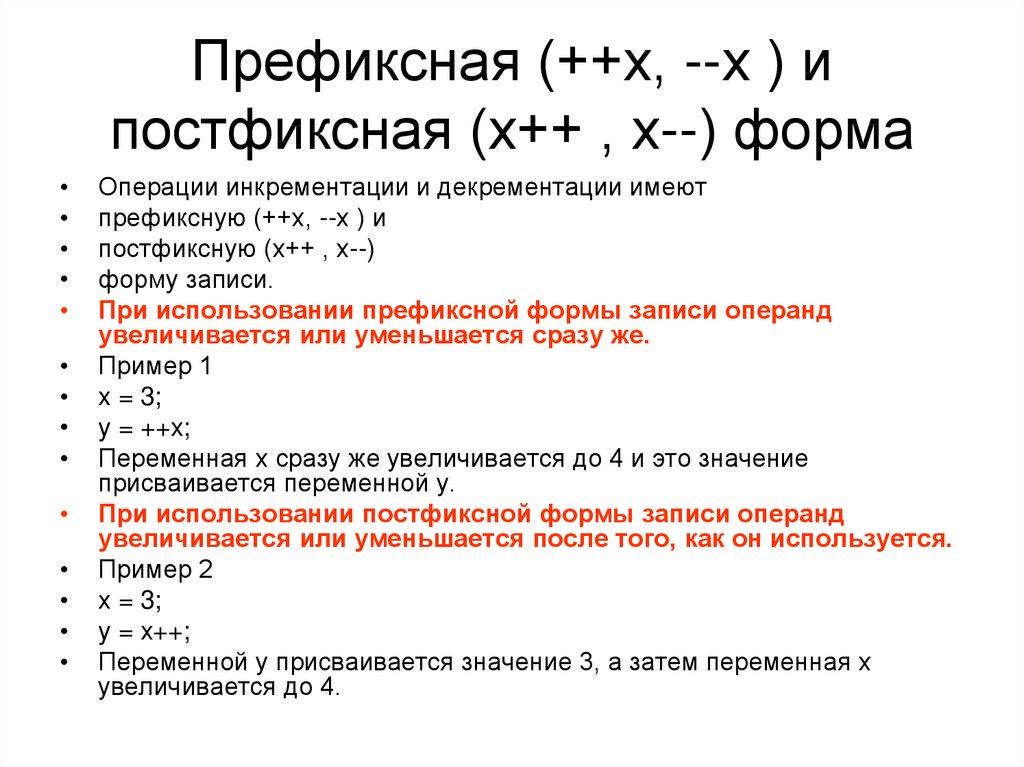 Префиксная (++x, --x ) и
постфиксная (x++ , x--) форма
• Операции инкрементации и декрементации имеют
• префиксную (++x, --x ) и
• постфиксную (x++ , x--)
• форму записи.
• При использовании префиксной формы записи операнд
увеличивается или уменьшается сразу же.
• Пример 1
• x = 3;
• y = ++x;
• Переменная x сразу же увеличивается до 4 и это значение
присваивается переменной y.
• При использовании постфиксной формы записи операнд
увеличивается или уменьшается после того, как он используется.
• Пример 2
• x = 3;
• y = x++;
• Переменной y присваивается значение 3, а затем переменная x
увеличивается до 4.